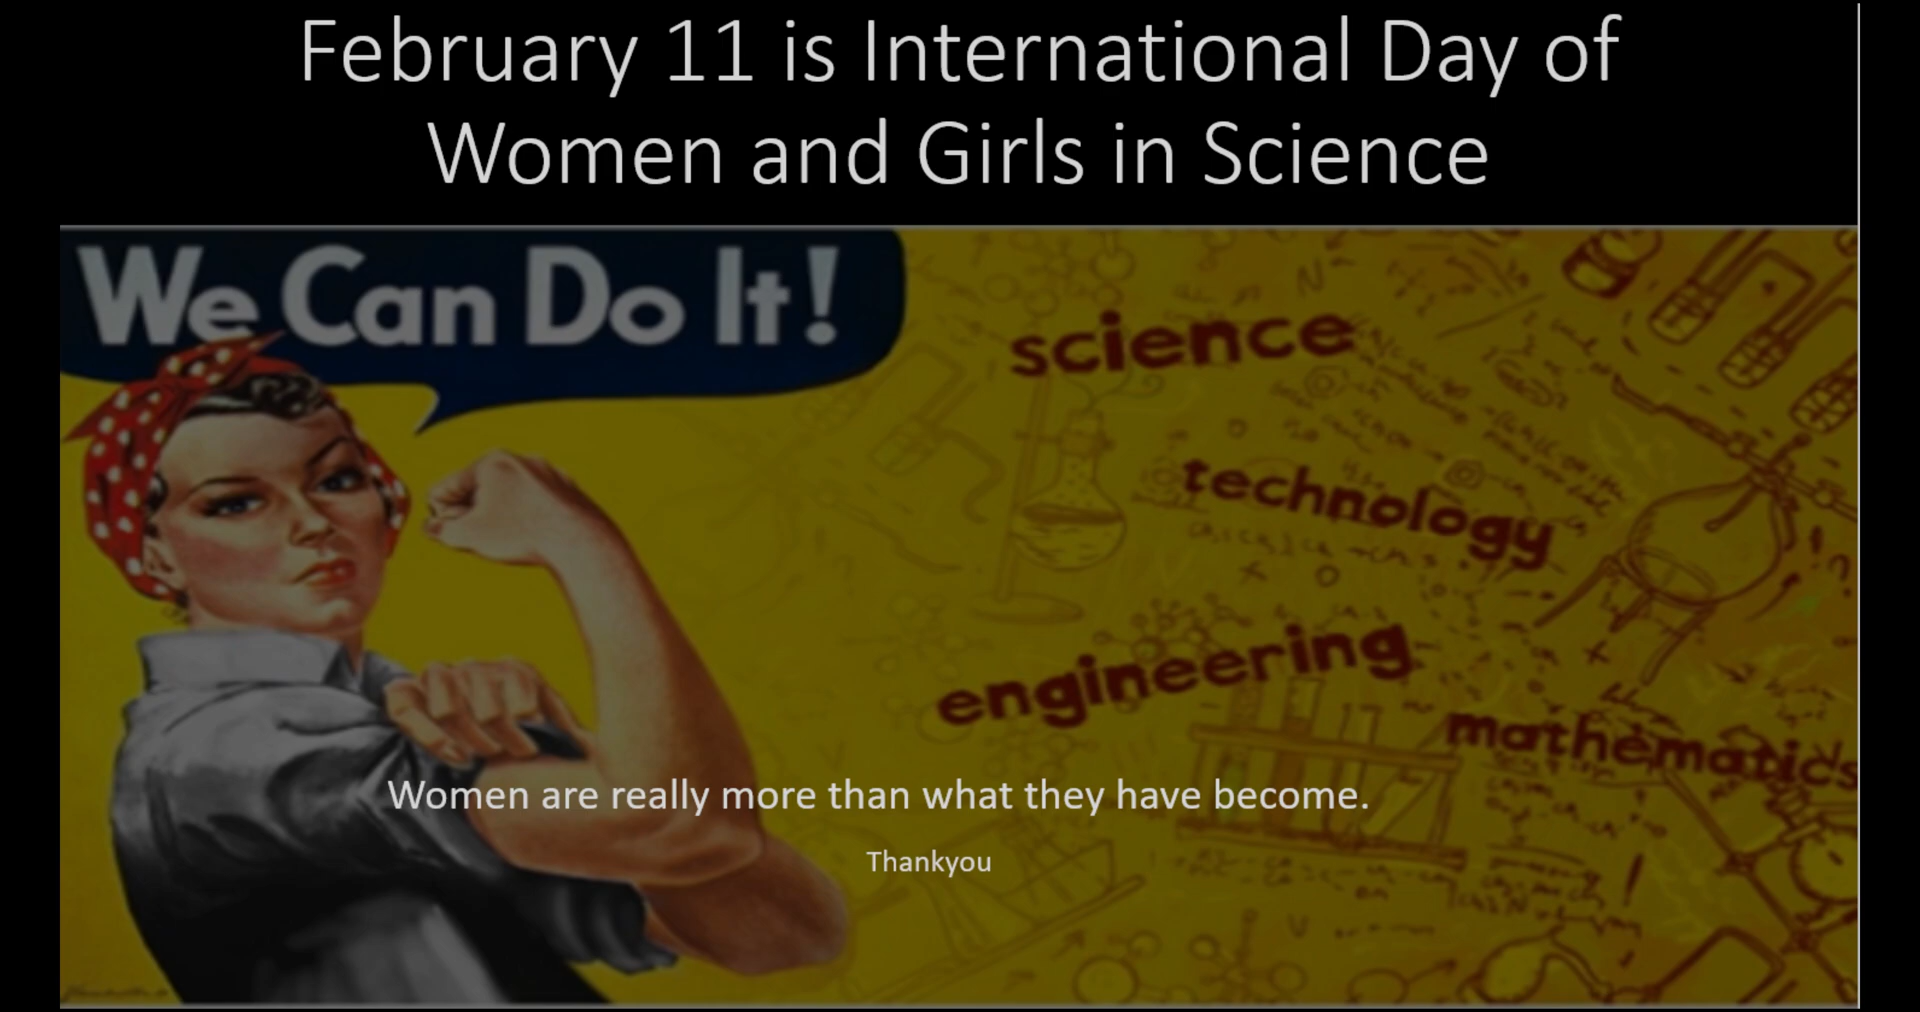 February 11 is International Day of
Women and Girls in Science
We Can Do It!
science
technology
engineering
mathematics
Women are really more than what they have become.
Thankyou